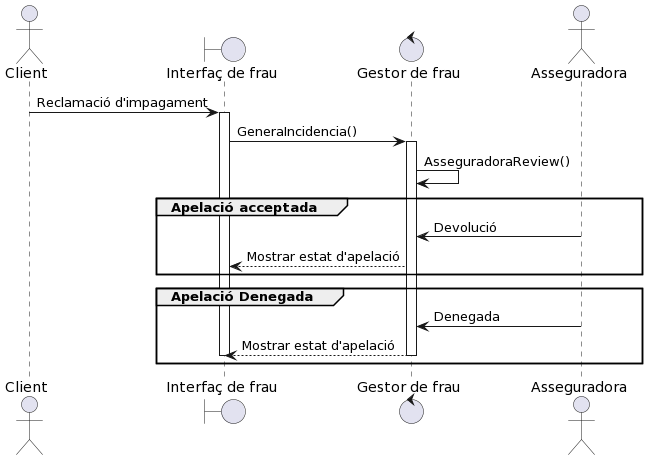 Client
Interfaç de frau
Gestor de frau
Asseguradora
Reclamació d'impagament
GeneraIncidencia()
AsseguradoraReview()
Apelació acceptada
Devolució
Mostrar estat d'apelació
Apelació Denegada
Denegada
Mostrar estat d'apelació
Client
Interfaç de frau
Gestor de frau
Asseguradora